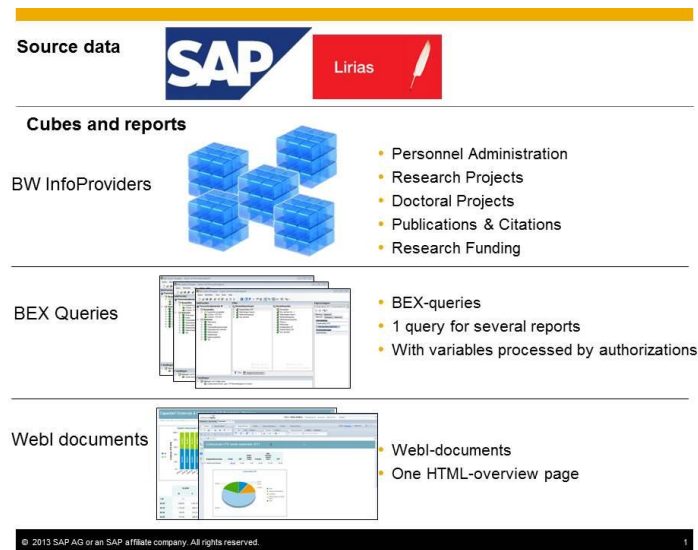 Source data
SAP
Lirias
Cubes and reports
BW InfoProviders
• Personnel Administration
• Research Projects
• Doctoral Projects
• Publications & Citations
• Research Funding
BEX Queries
• BEX-queries
• 1 query for several reports
• With variables processed by authorizations
WebI documents
• WebI-documents
• One HTML-overview page
© 2013 SAP AG or an SAP affiliate company. All rights reserved.
1